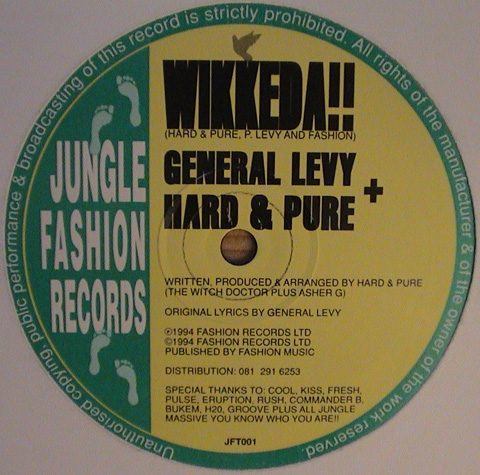 Unauthorised copying, public performance & broadcasting of this record is strictly prohibited. All rights of the manufacturer & of the owner of the work reserved.
JUNGLE
FASHION
RECORDS
WIKKEDA!!
(HARD & PURE, P. LEVY AND FASHION)
GENERAL LEVY
+
HARD & PURE
WRITTEN, PRODUCED & ARRANGED BY HARD & PURE
(THE WITCH DOCTOR PLUS ASHER G)
ORIGINAL LYRICS BY GENERAL LEVY
℗1994 FASHION RECORDS LTD
©1994 FASHION RECORDS LTD
PUBLISHED BY FASHION MUSIC
DISTRIBUTION: 081 291 6253
SPECIAL THANKS TO: COOL, KISS, FRESH,
PULSE, ERUPTION, RUSH, COMMANDER B,
BUKEM, H20, GROOVE PLUS ALL JUNGLE
MASSIVE YOU KNOW WHO YOU ARE!!
JFT001